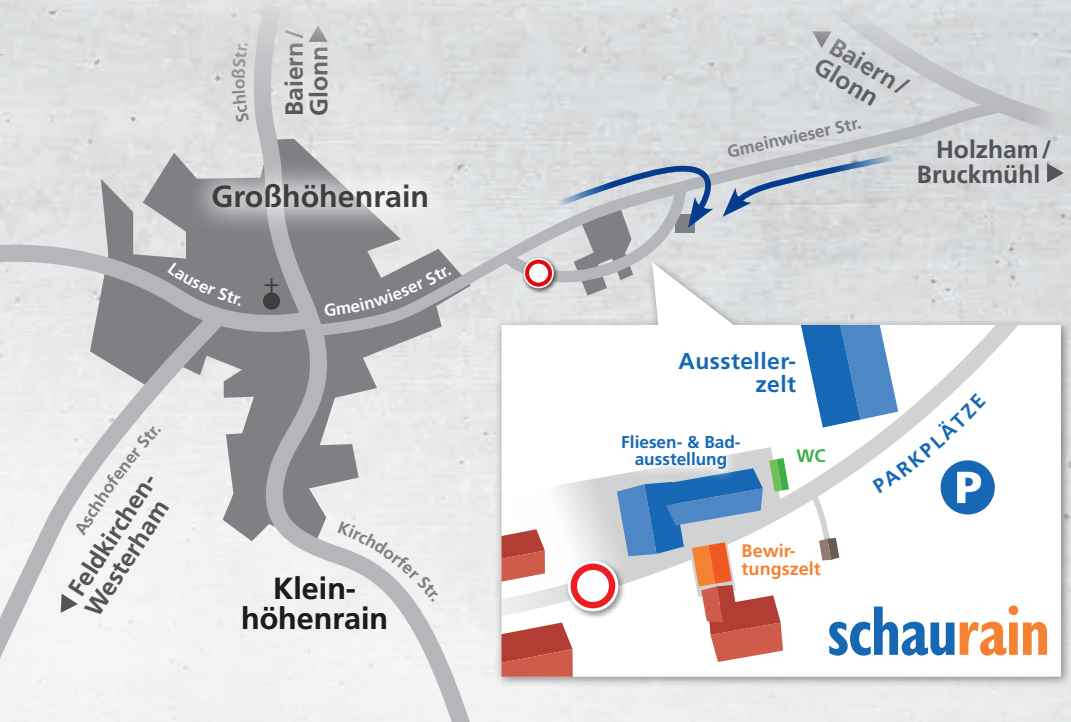 SchloßStr.
Baiern /
Glonn
Baiern /
Glonn
Gmeinwieser Str.
Holzham /
Bruckmühl
Großhöhenrain
Lauser Str.
Gmeinwieser Str.
Aschhofener Str.
Feldkirchen-
Westerham
Kirchdorfer Str.
Klein-
höhenrain
Aussteller-
zelt
Fliesen- & Bad-
ausstellung
WC
PARKPLÄTZE
P
Bewir-
tungszelt
schaurain